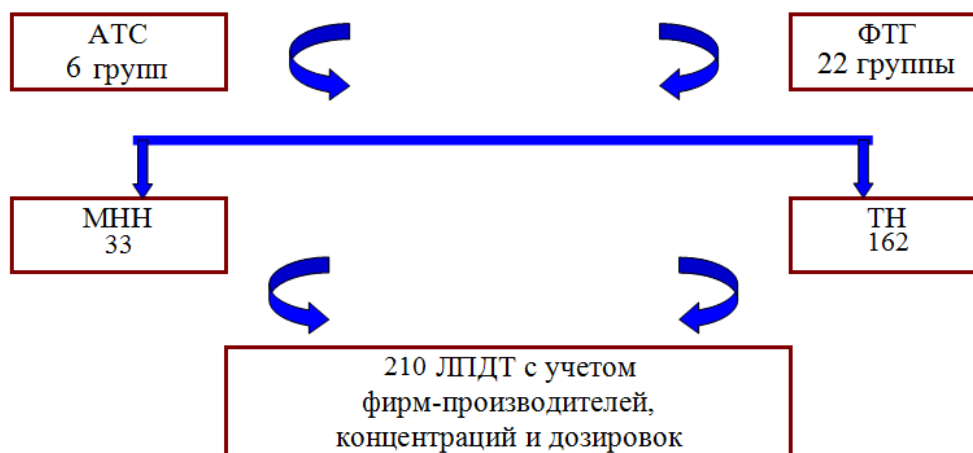 АТС
6 групп
ФТГ
22 группы
МНН
33
ТН
162
210 ЛПДТ с учетом
фирм-производителей,
концентраций и дозировок